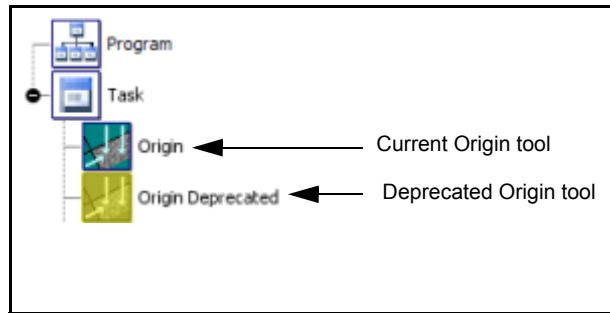 Program
Task
Origin
Current Origin tool
Origin Deprecated
Deprecated Origin tool